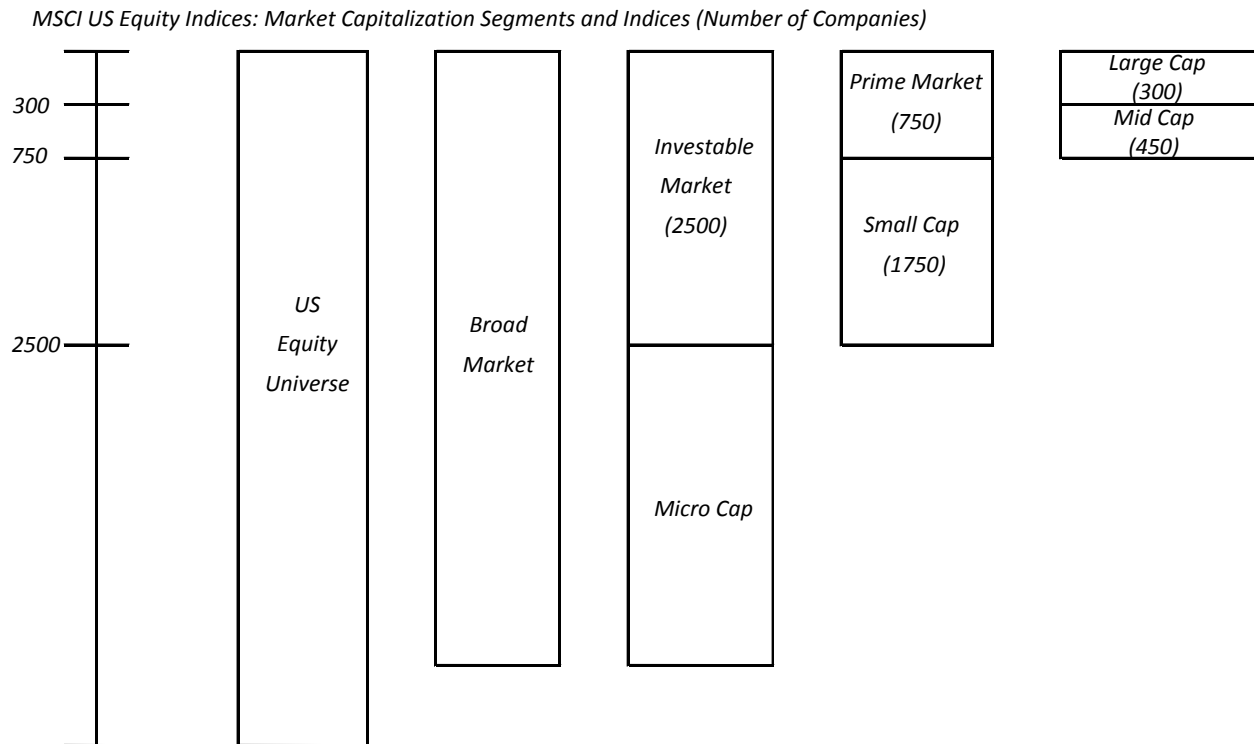 MSCI US Equity Indices: Market Capitalization Segments and Indices (Number of Companies)
300
750
2500
US
Equity
Universe
Broad
Market
Investable
Market
(2500)
Micro Cap
Prime Market
(750)
Small Cap
(1750)
Large Cap
(300)
Mid Cap
(450)